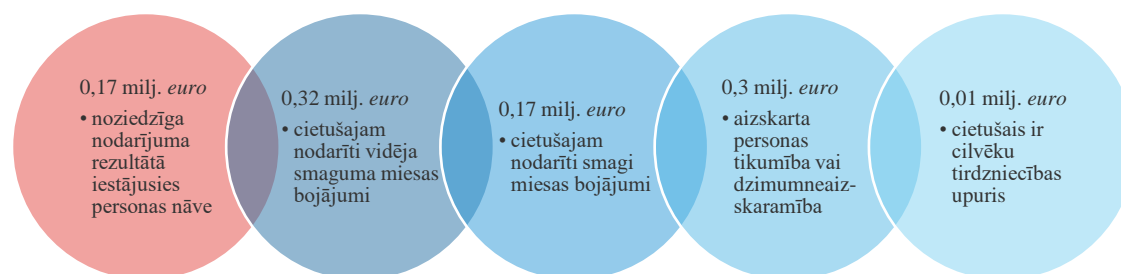 0,17 milj. euro
• noziedzīga
nodarījuma
rezultātā
iestājusies
personas nāve
0,32 milj. euro
• cietušajam
nodarīti vidēja
smaguma miesas
bojājumi
0,17 milj. euro
• cietušajam
nodarīti smagi
miesas bojājumi
0,3 milj. euro
• aizskarta
personas
tikumība vai
dzimumneaiz-
skaramība
0,01 milj. euro
• cietušais ir
cilvēku
tirdzniecības
upuris